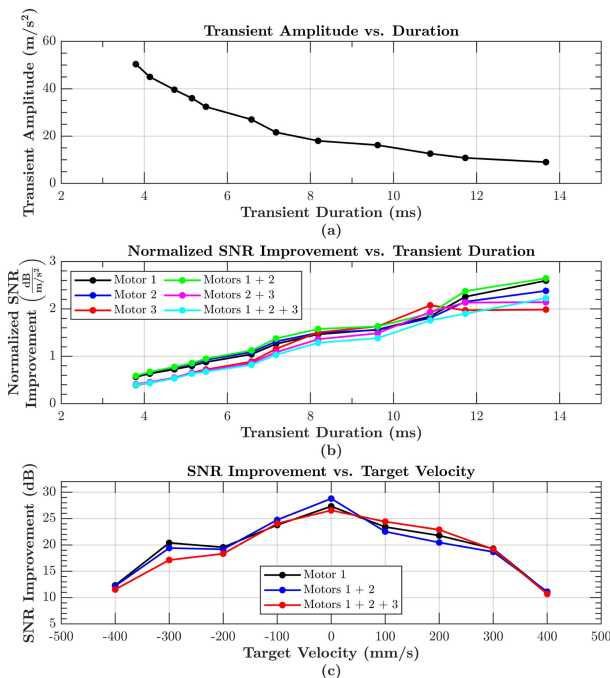 Transient Amplitude vs. Duration
Transient Amplitude (m/s²)
60
40
20
0
2 4 6 8 10 12 14
Transient Duration (ms)
(a)
Normalized SNR Improvement vs. Transient Duration
Normalized SNR
Improvement (dB/m/s²)
3
2
1
0
Motor 1
Motor 2
Motor 3
Motors 1 + 2
Motors 2 + 3
Motors 1 + 2 + 3
2 4 6 8 10 12 14
Transient Duration (ms)
(b)
SNR Improvement vs. Target Velocity
SNR Improvement (dB)
30
25
20
15
10
5
Motor 1
Motors 1 + 2
Motors 1 + 2 + 3
-500 -400 -300 -200 -100 0 100 200 300 400 500
Target Velocity (mm/s)
(c)